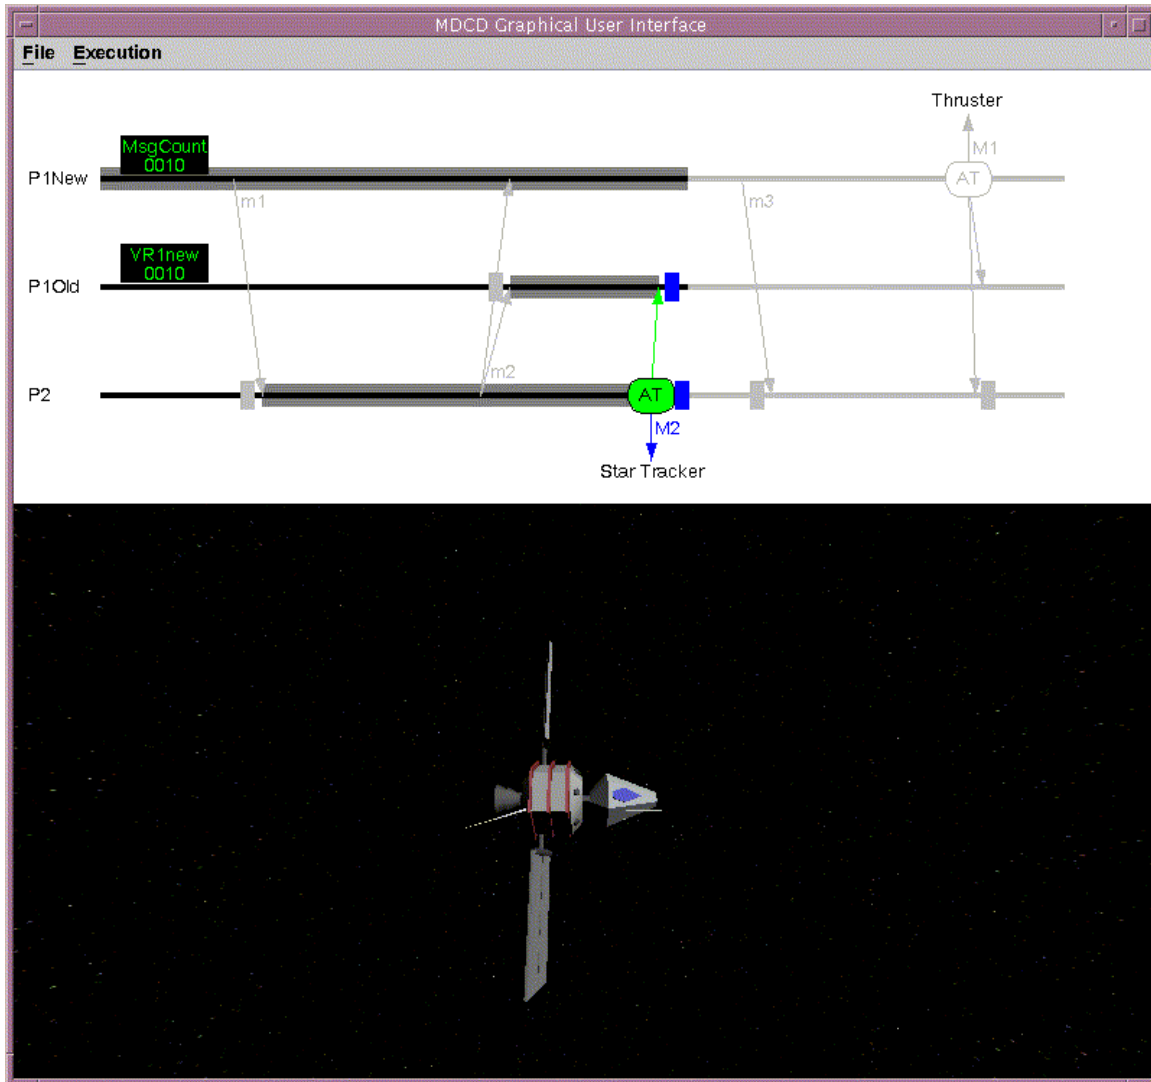 MDCD Graphical User Interface
File Execution
Thruster
MsgCount
0010
M1
P1New
AT
m1
m3
VR1new
0010
P1Old
m2
P2
AT
M2
Star Tracker